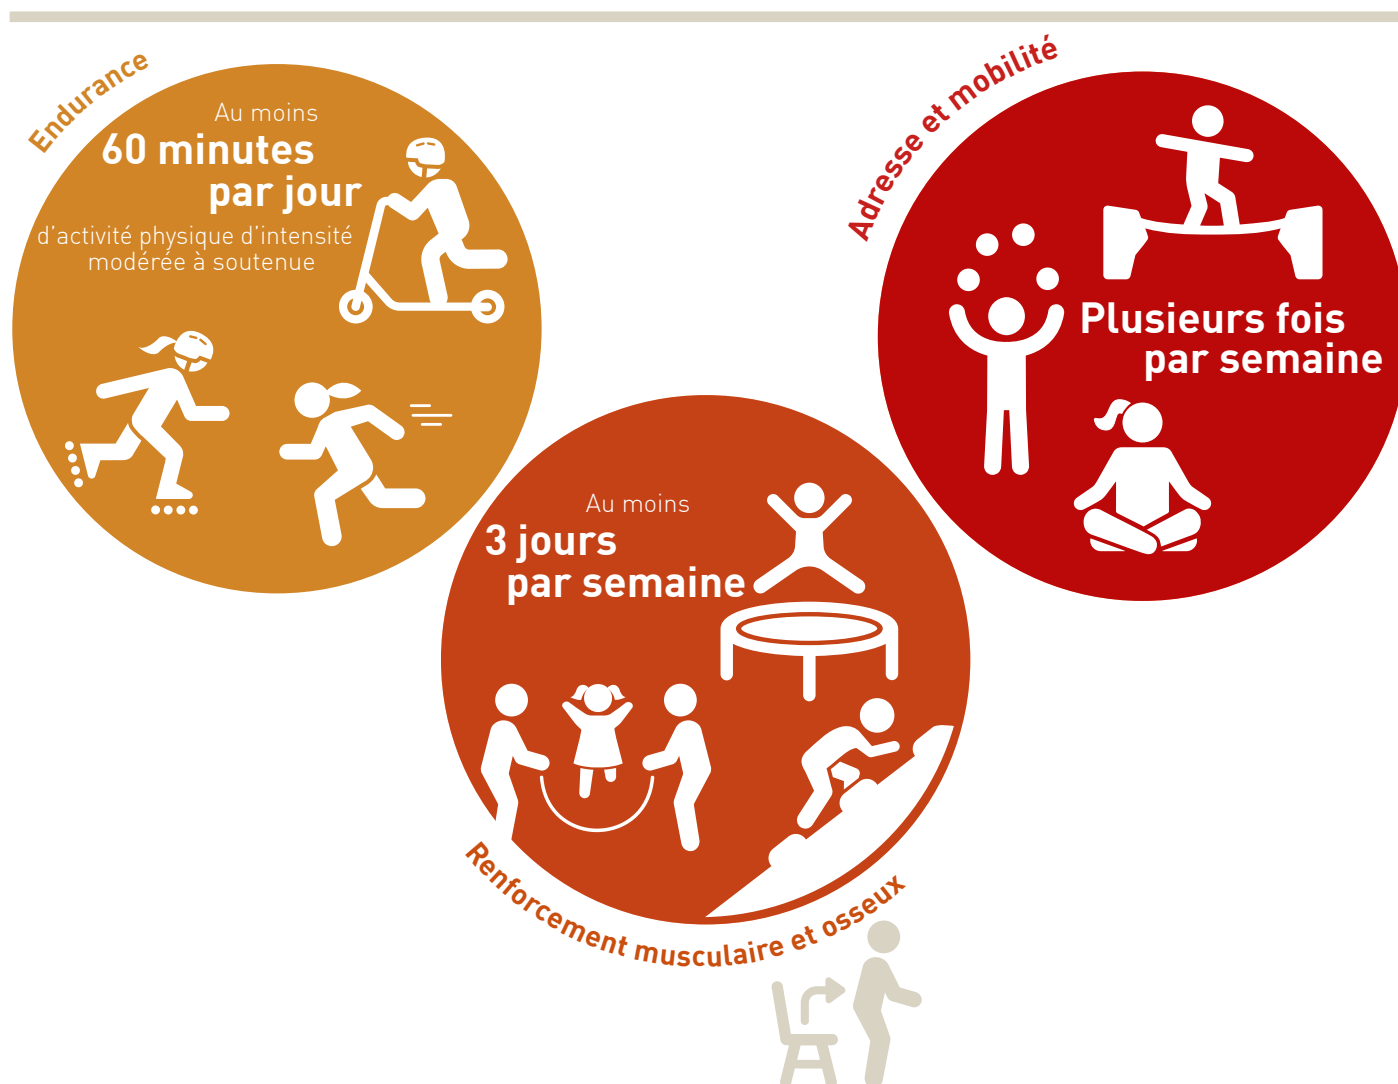 Endurance
Au moins
60 minutes
par jour
d'activité physique d'intensité
modérée à soutenue
Adresse et mobilité
Plusieurs fois
par semaine
Au moins
3 jours
par semaine
Renforcement musculaire et osseux